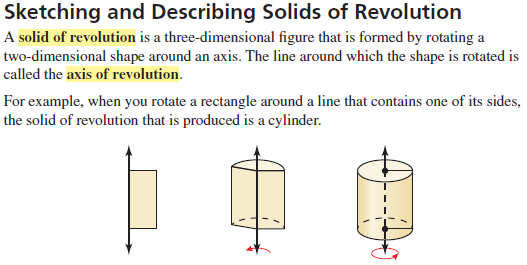 Sketching and Describing Solids of Revolution
A solid of revolution is a three-dimensional figure that is formed by rotating a
two-dimensional shape around an axis. The line around which the shape is rotated is
called the axis of revolution.
For example, when you rotate a rectangle around a line that contains one of its sides,
the solid of revolution that is produced is a cylinder.